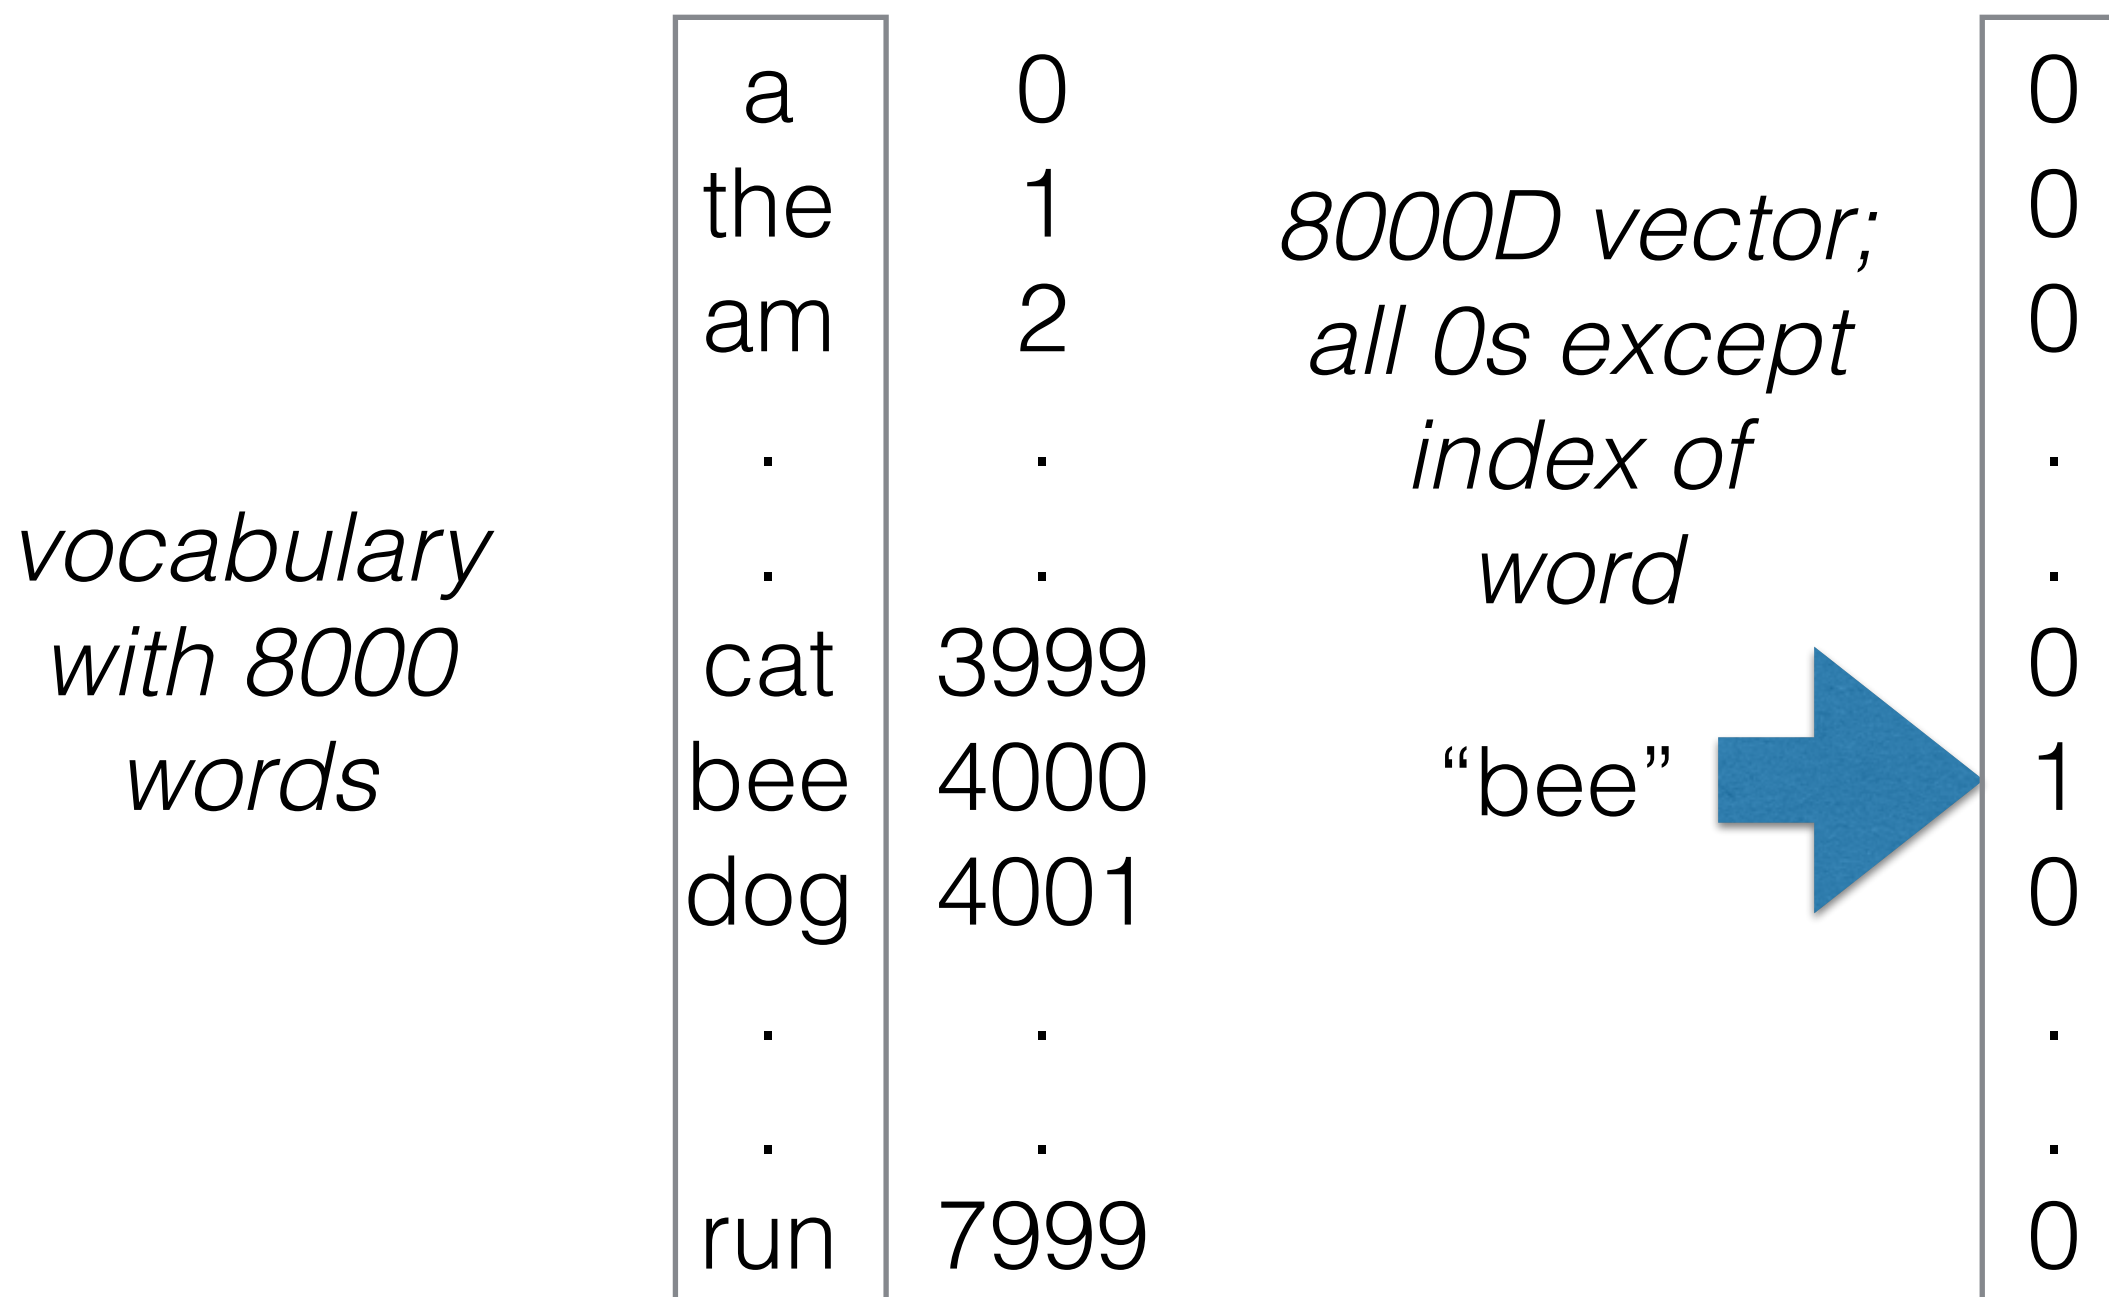 vocabulary
with 8000
words
a 0
the 1
am 2
. .
. .
cat 3999
bee 4000
dog 4001
. .
. .
run 7999
8000D vector;
all 0s except
index of
word
“bee”
0
0
0
.
.
0
1
0
.
.
0